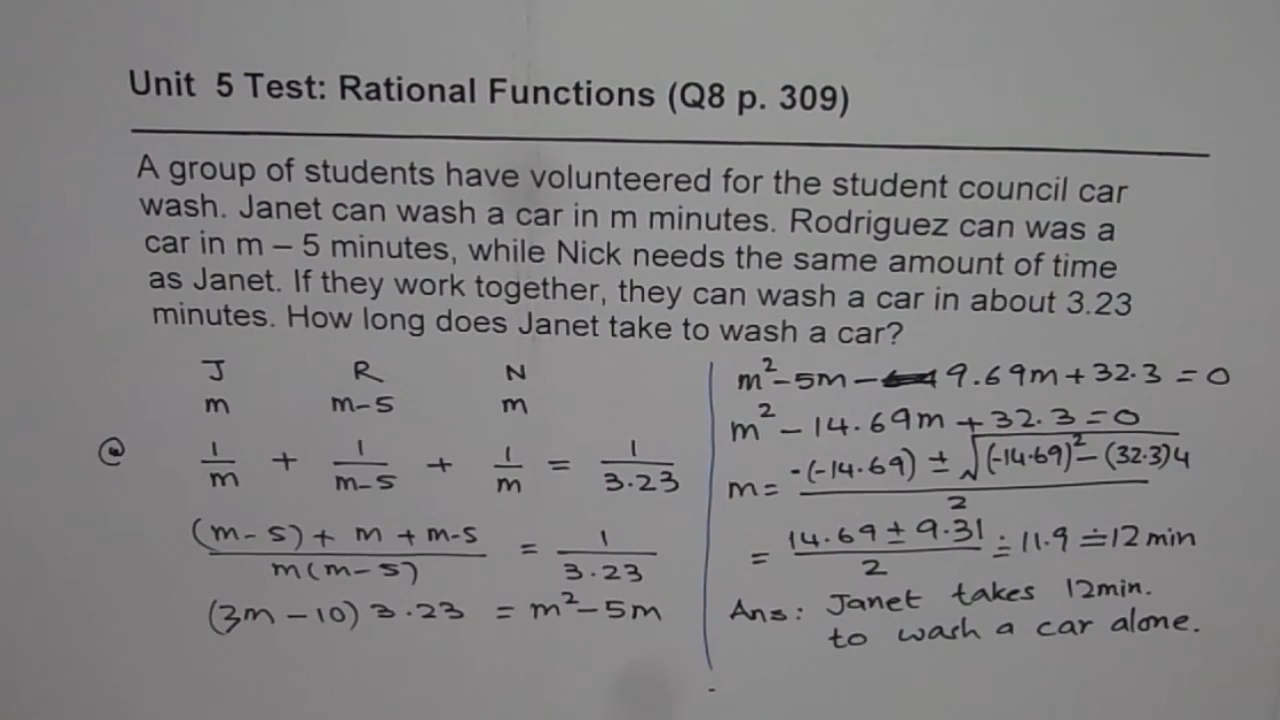 Unit 5 Test: Rational Functions (Q8 p. 309)
A group of students have volunteered for the student council car
wash. Janet can wash a car in m minutes. Rodriguez can was a
car in m – 5 minutes, while Nick needs the same amount of time
as Janet. If they work together, they can wash a car in about 3.23
minutes. How long does Janet take to wash a car?
J R N
m m-5 m
@ 1/m + 1/m-5 + 1/m = 1/3.23
(m-5)+ m + m-5 / m(m-5) = 1/3.23
(3m-10) 3.23 = m²-5m
m²-5m- 9.69m+32.3 =0
m²-14.69m+32.3=0
m= -(-14.69) ± √(-14.69)²-(32.3)4 / 2
= 14.69 ± 9.31 / 2 ≐ 11.9 ≐ 12 min
Ans: Janet takes 12min.
to wash a car alone.